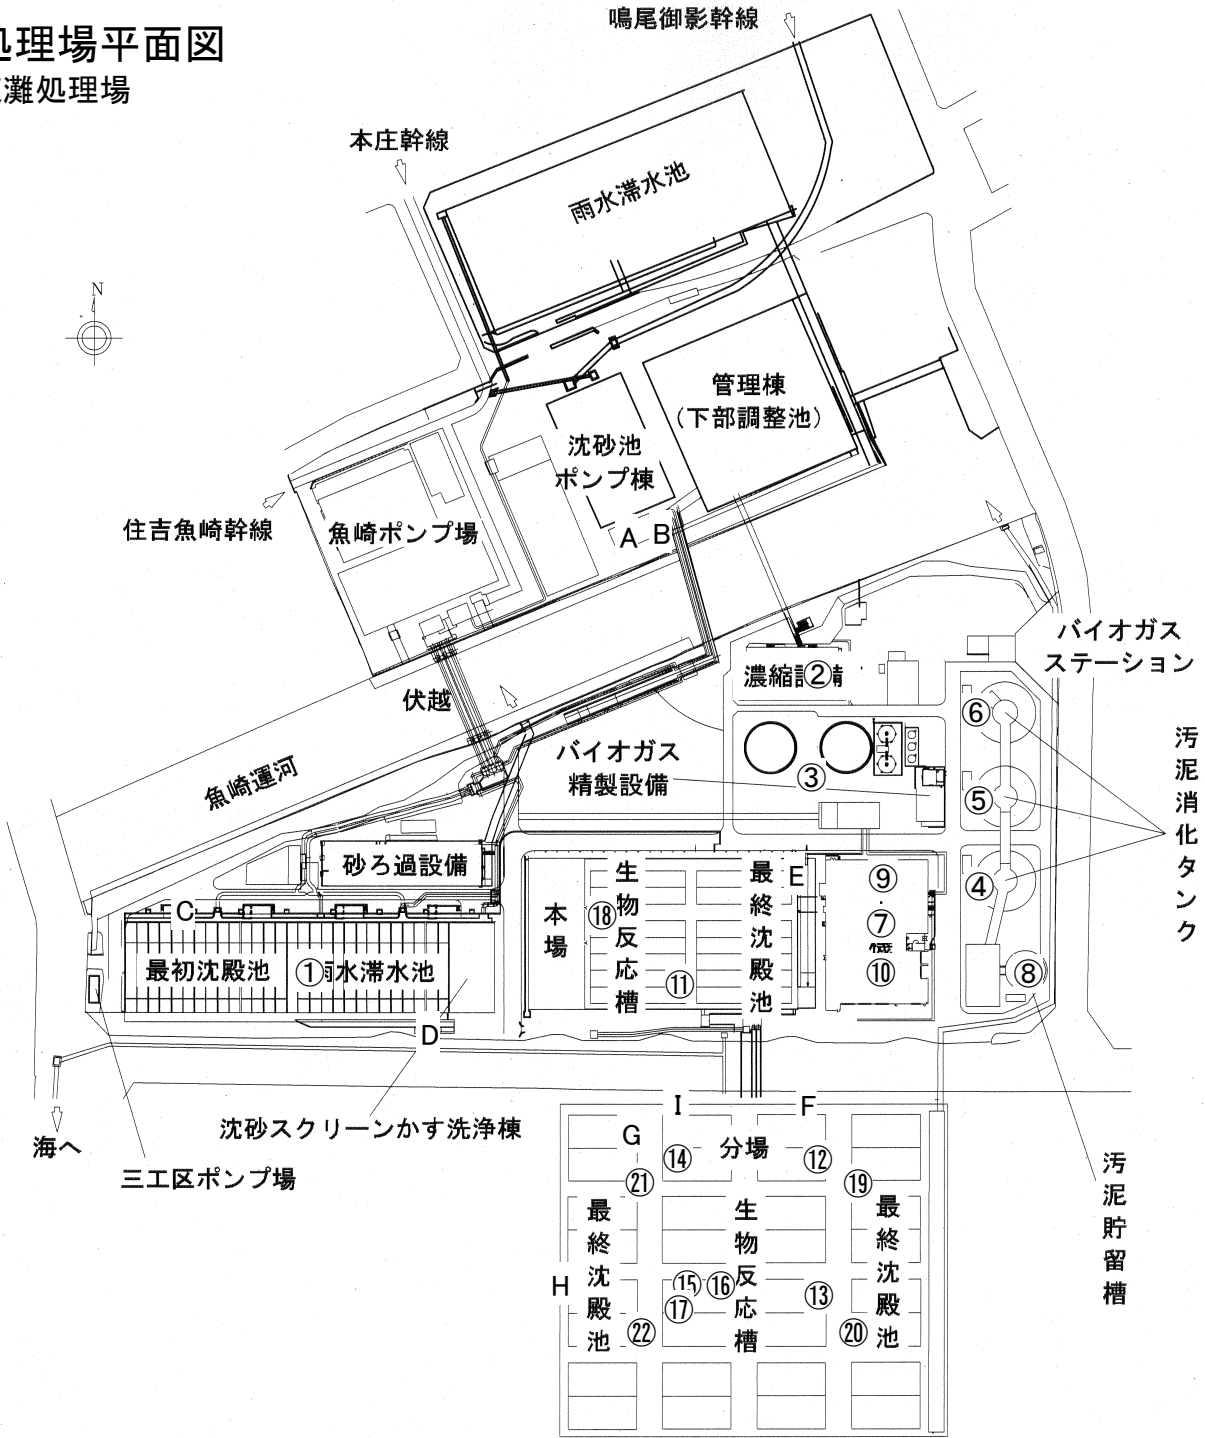 処理場平面図
灘処理場
鳴尾御影幹線
本庄幹線
雨水滞水池
N
管理棟
(下部調整池)
沈砂池
ポンプ棟
住吉魚崎幹線
魚崎ポンプ場
A
B
バイオガス
ステーション
濃縮設備
②
伏越
⑥
バイオガス
精製設備
③
⑤
汚泥消化タンク
魚崎運河
砂ろ過設備
④
C
本場
生物反応槽
⑱
⑪
最終沈殿池
E
⑨
・
⑦
機
⑩
⑧
最初沈殿池
①
雨水滞水池
D
沈砂スクリーンかす洗浄棟
海へ
三工区ポンプ場
I
F
G
分場
⑭
⑫
㉑
⑲
汚泥貯留槽
最終沈殿池
生物反応槽
最終沈殿池
H
⑮
⑯
⑰
⑬
㉒
⑳